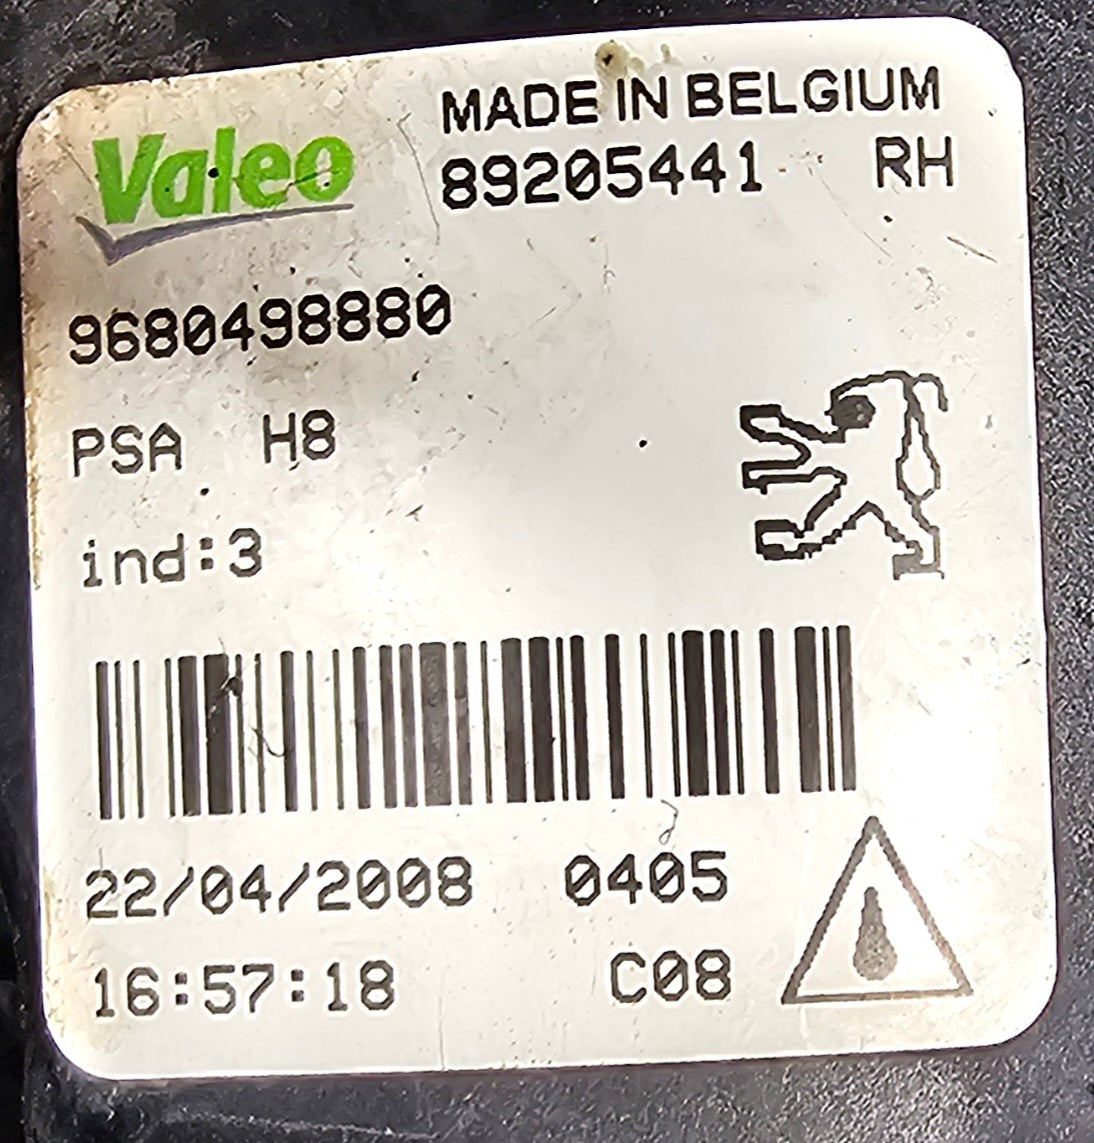 Valeo
MADE IN BELGIUM
89205441 RH
9680498880
PSA H8
ind:3
22/04/2008 0405
16:57:18 C08